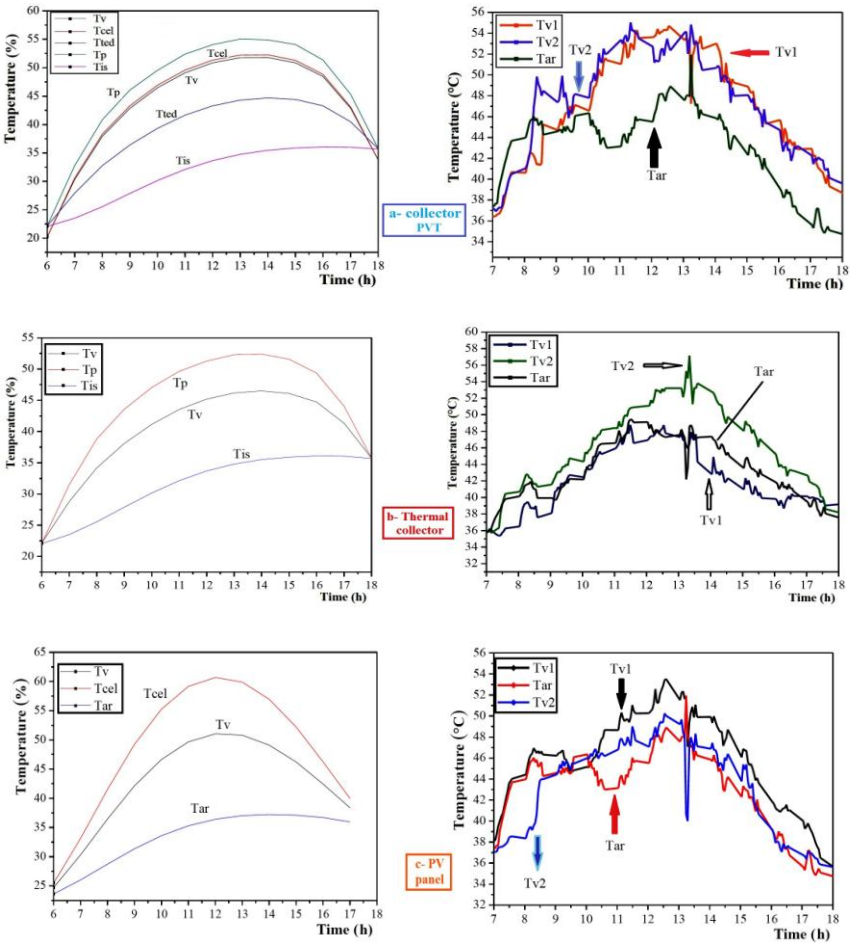 Temperature (%)
60
55
50
45
40
35
30
25
20
Tv
Tcel
Tted
Tp
Tis
Tp
Tcel
Tv
Tted
Tis
6 7 8 9 10 11 12 13 14 15 16 17 18
Time (h)
a- collector
PVT
Temperature (°C)
56
54
52
50
48
46
44
42
40
38
36
34
Tv1
Tv2
Tar
Tv2
Tv1
Tar
7 8 9 10 11 12 13 14 15 16 17 18
Time (h)
Temperature (%)
55
50
45
40
35
30
25
20
Tv
Tp
Tis
Tp
Tv
Tis
6 7 8 9 10 11 12 13 14 15 16 17 18
Time (h)
b- Thermal
collector
Temperature (°C)
60
56
54
52
50
48
46
44
42
40
38
36
34
32
Tv1
Tv2
Tar
Tv2
Tar
Tv1
7 8 9 10 11 12 13 14 15 16 17 18
Time (h)
Temperature (%)
65
60
55
50
45
40
35
30
25
Tv
Tcel
Tar
Tcel
Tv
Tar
6 7 8 9 10 11 12 13 14 15 16 17 18
Time (h)
c- PV
panel
Temperature (°C)
56
54
52
50
48
46
44
42
40
38
36
34
32
Tv1
Tar
Tv2
Tv1
Tar
Tv2
7 8 9 10 11 12 13 14 15 16 17 18
Time (h)